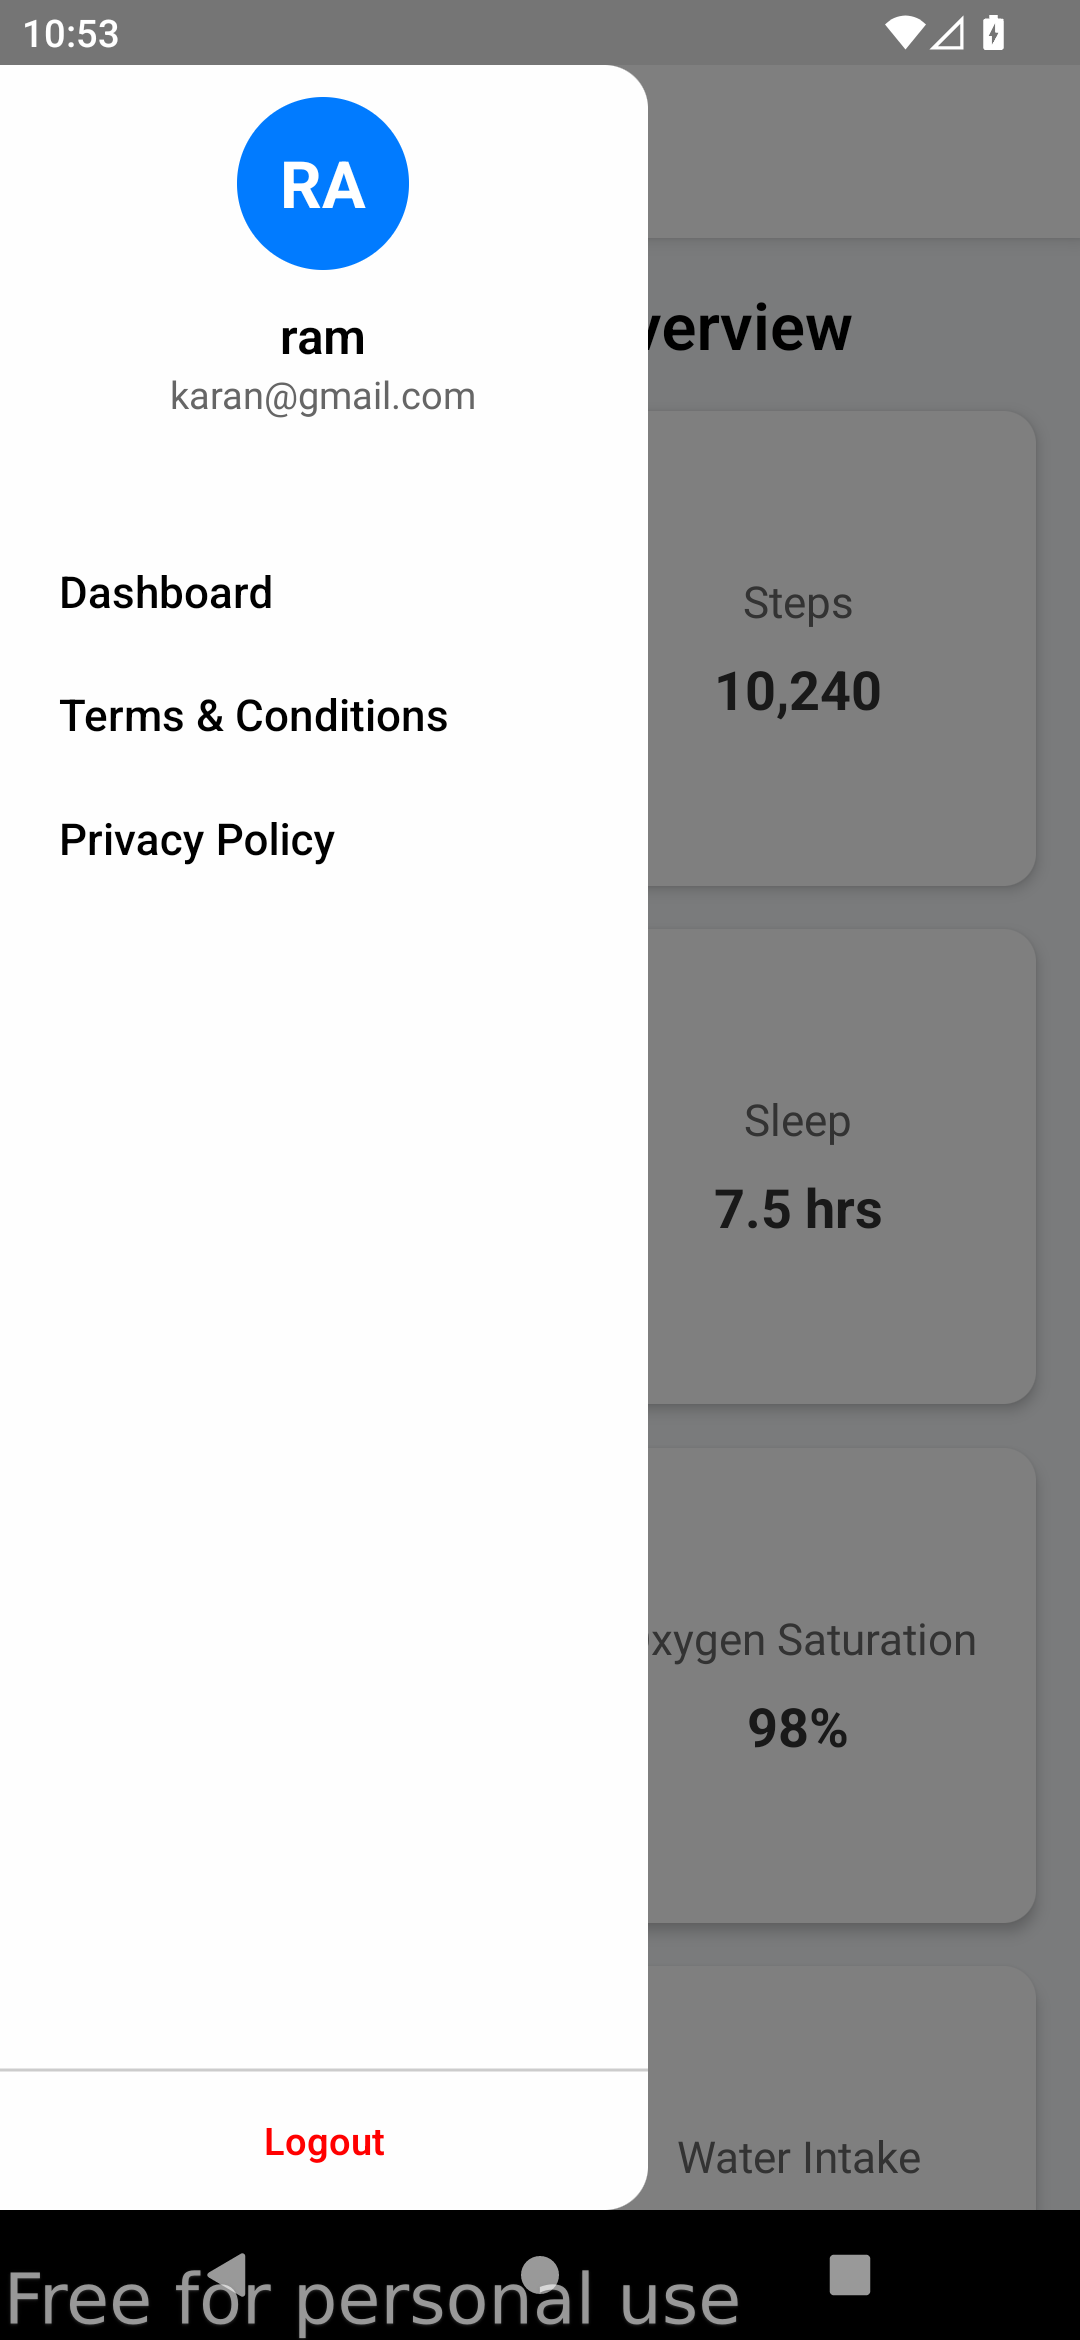 10:53
RA
ram
karan@gmail.com
Dashboard
Terms & Conditions
Privacy Policy
Logout
verview
Steps
10,240
Sleep
7.5 hrs
xygen Saturation
98%
Water Intake
Free for personal use